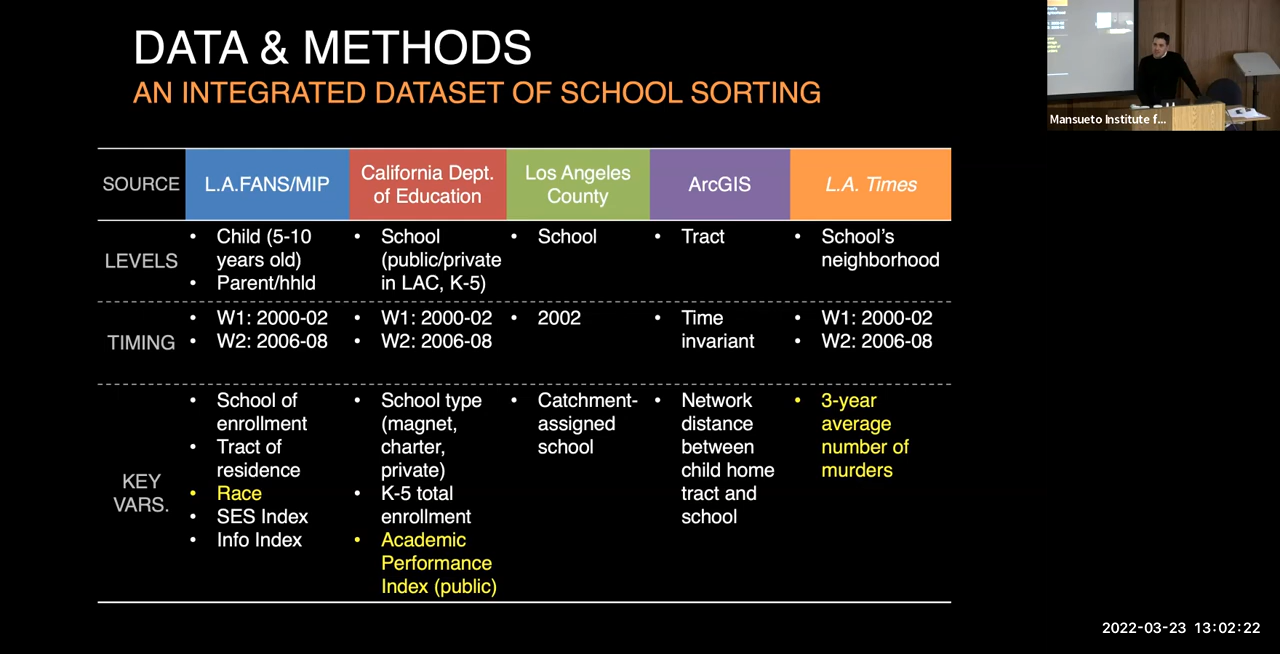 DATA & METHODS
AN INTEGRATED DATASET OF SCHOOL SORTING
Mansueto Institute f...
SOURCE
L.A.FANS/MIP
California Dept.
of Education
Los Angeles
County
ArcGIS
L.A. Times
LEVELS
• Child (5-10
years old)
• Parent/hhld
• School
(public/private
in LAC, K-5)
• School
• Tract
• School's
neighborhood
TIMING
• W1: 2000-02
• W2: 2006-08
• W1: 2000-02
• W2: 2006-08
• 2002
• Time
invariant
• W1: 2000-02
• W2: 2006-08
KEY
VARS.
• School of
enrollment
• Tract of
residence
• Race
• SES Index
• Info Index
• School type
(magnet,
charter,
private)
• K-5 total
enrollment
• Academic
Performance
Index (public)
• Catchment-
assigned
school
• Network
distance
between
child home
tract and
school
• 3-year
average
number of
murders
2022-03-23 13:02:22